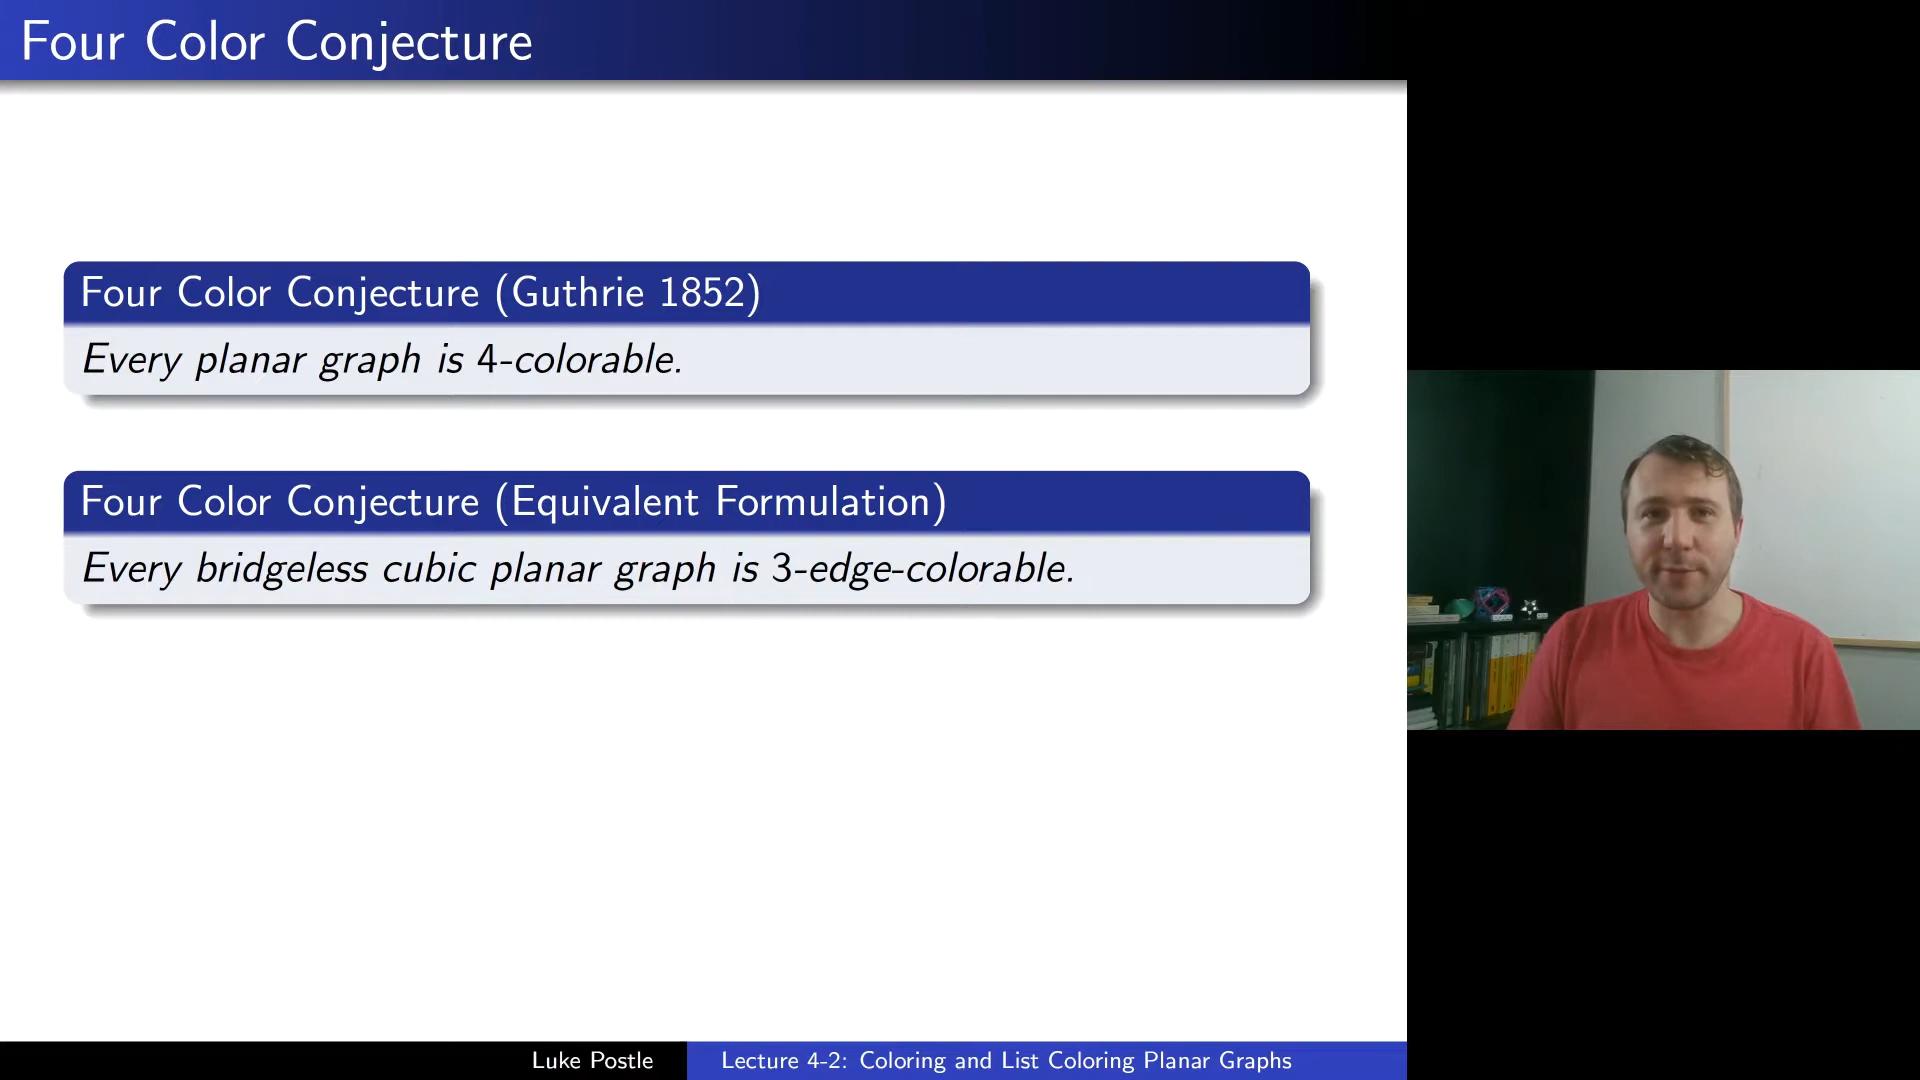 Four Color Conjecture
Four Color Conjecture (Guthrie 1852)
Every planar graph is 4-colorable.
Four Color Conjecture (Equivalent Formulation)
Every bridgeless cubic planar graph is 3-edge-colorable.
Luke Postle
Lecture 4-2: Coloring and List Coloring Planar Graphs